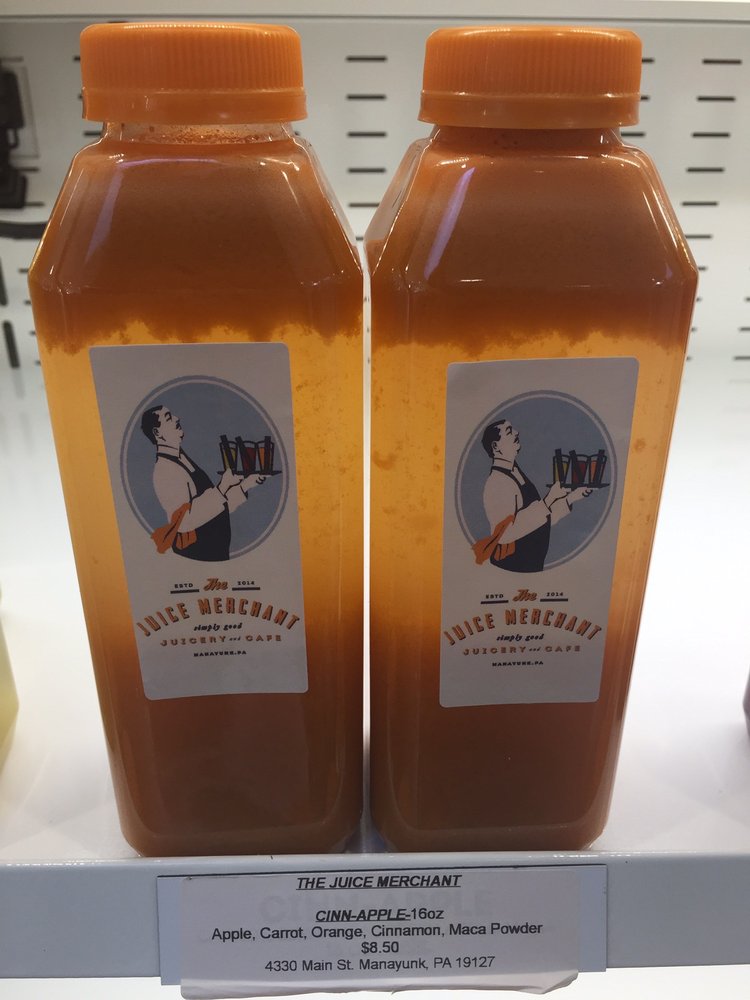 ESTD The 2014
JUICE MERCHANT
simply good
JUICERY and CAFE
MANAYUNK, PA
ESTD The 2014
JUICE MERCHANT
simply good
JUICERY and CAFE
MANAYUNK, PA
THE JUICE MERCHANT
CINN-APPLE-16oz
Apple, Carrot, Orange, Cinnamon, Maca Powder
$8.50
4330 Main St. Manayunk, PA 19127